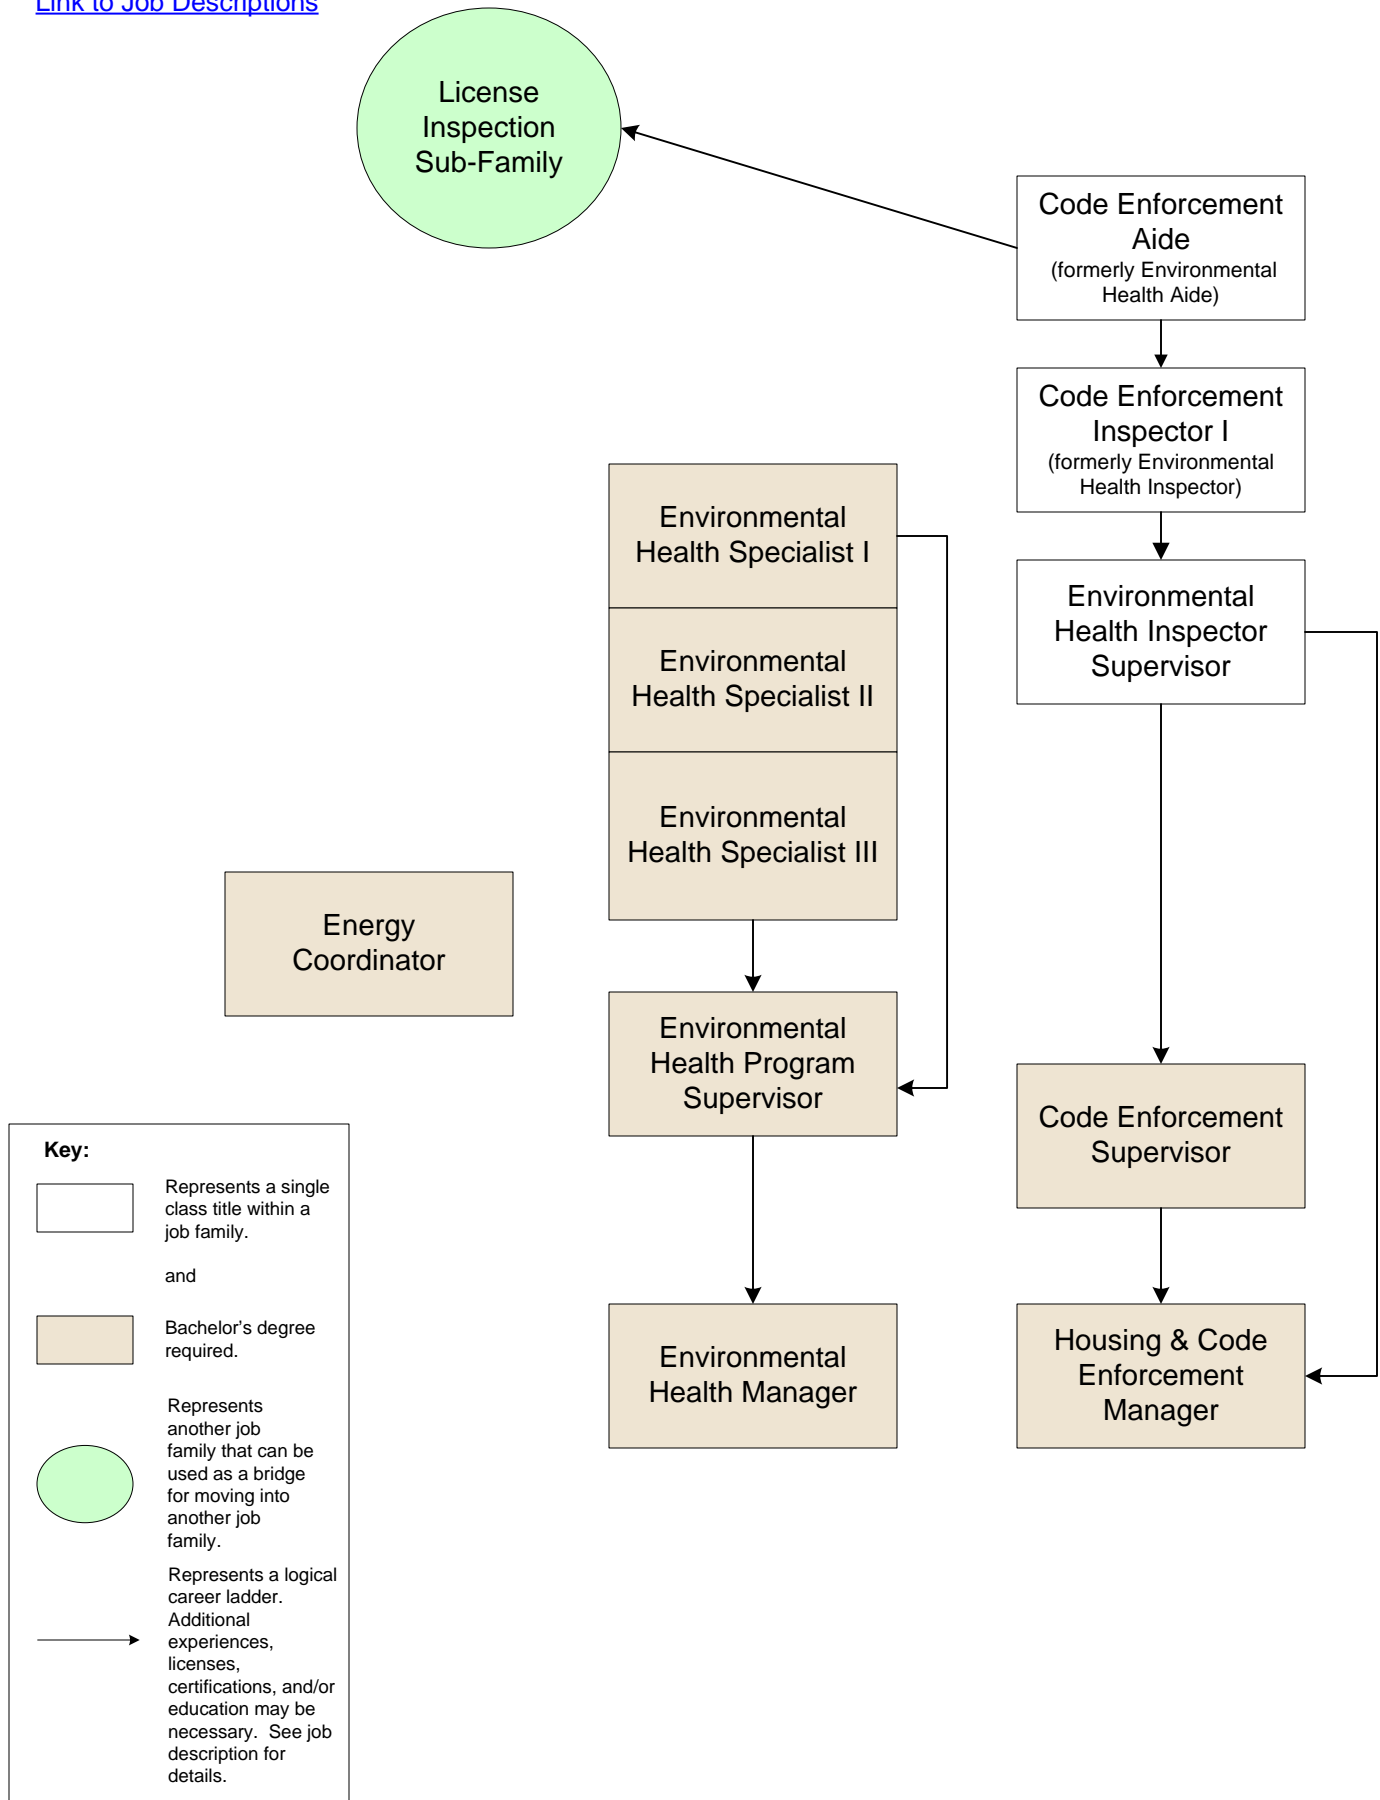 Link to Job Descriptions
License
Inspection
Sub-Family
Code Enforcement
Aide
(formerly Environmental
Health Aide)
Code Enforcement
Inspector I
(formerly Environmental
Health Inspector)
Environmental
Health Specialist I
Environmental
Health Inspector
Supervisor
Environmental
Health Specialist II
Environmental
Health Specialist III
Energy
Coordinator
Environmental
Health Program
Supervisor
Code Enforcement
Supervisor
Environmental
Health Manager
Housing & Code
Enforcement
Manager
Key:
Represents a single
class title within a
job family.
and
Bachelor's degree
required.
Represents
another job
family that can be
used as a bridge
for moving into
another job
family.
Represents a logical
career ladder.
Additional
experiences,
licenses,
certifications, and/or
education may be
necessary.  See job
description for
details.